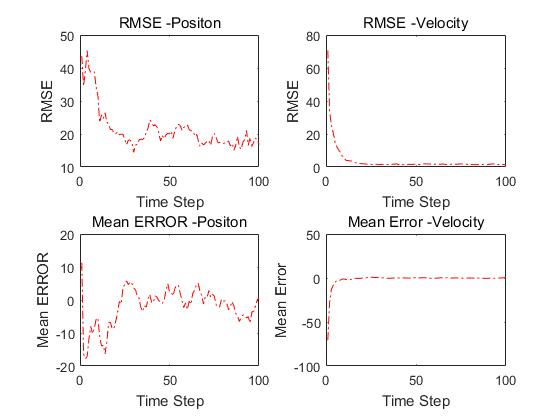 RMSE -Positon
RMSE -Velocity
50
40
30
20
10
RMSE
0
50
100
Time Step
80
60
40
20
0
RMSE
0
50
100
Time Step
Mean ERROR -Positon
Mean Error -Velocity
20
10
0
-10
-20
Mean ERROR
0
50
100
Time Step
50
0
-50
-100
Mean Error
0
50
100
Time Step